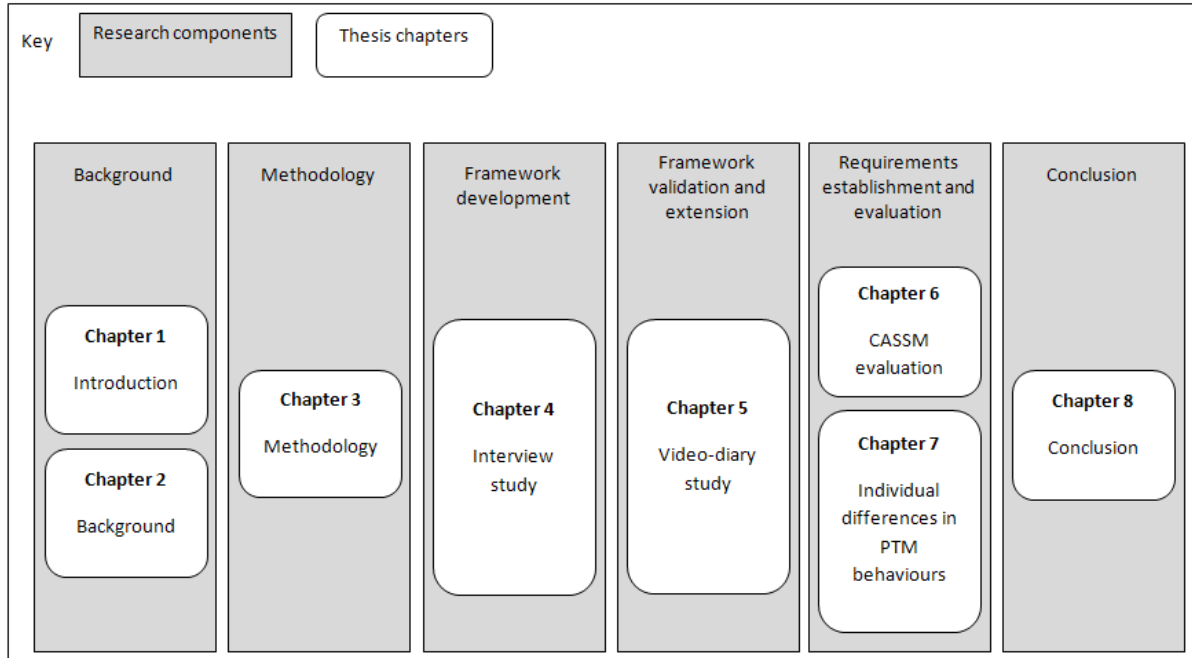 Key
Research components
Thesis chapters
Background
Chapter 1
Introduction
Chapter 2
Background
Methodology
Chapter 3
Methodology
Framework
development
Chapter 4
Interview
study
Framework
validation and
extension
Chapter 5
Video-diary
study
Requirements
establishment and
evaluation
Chapter 6
CASSM
evaluation
Chapter 7
Individual
differences in
PTM
behaviours
Conclusion
Chapter 8
Conclusion